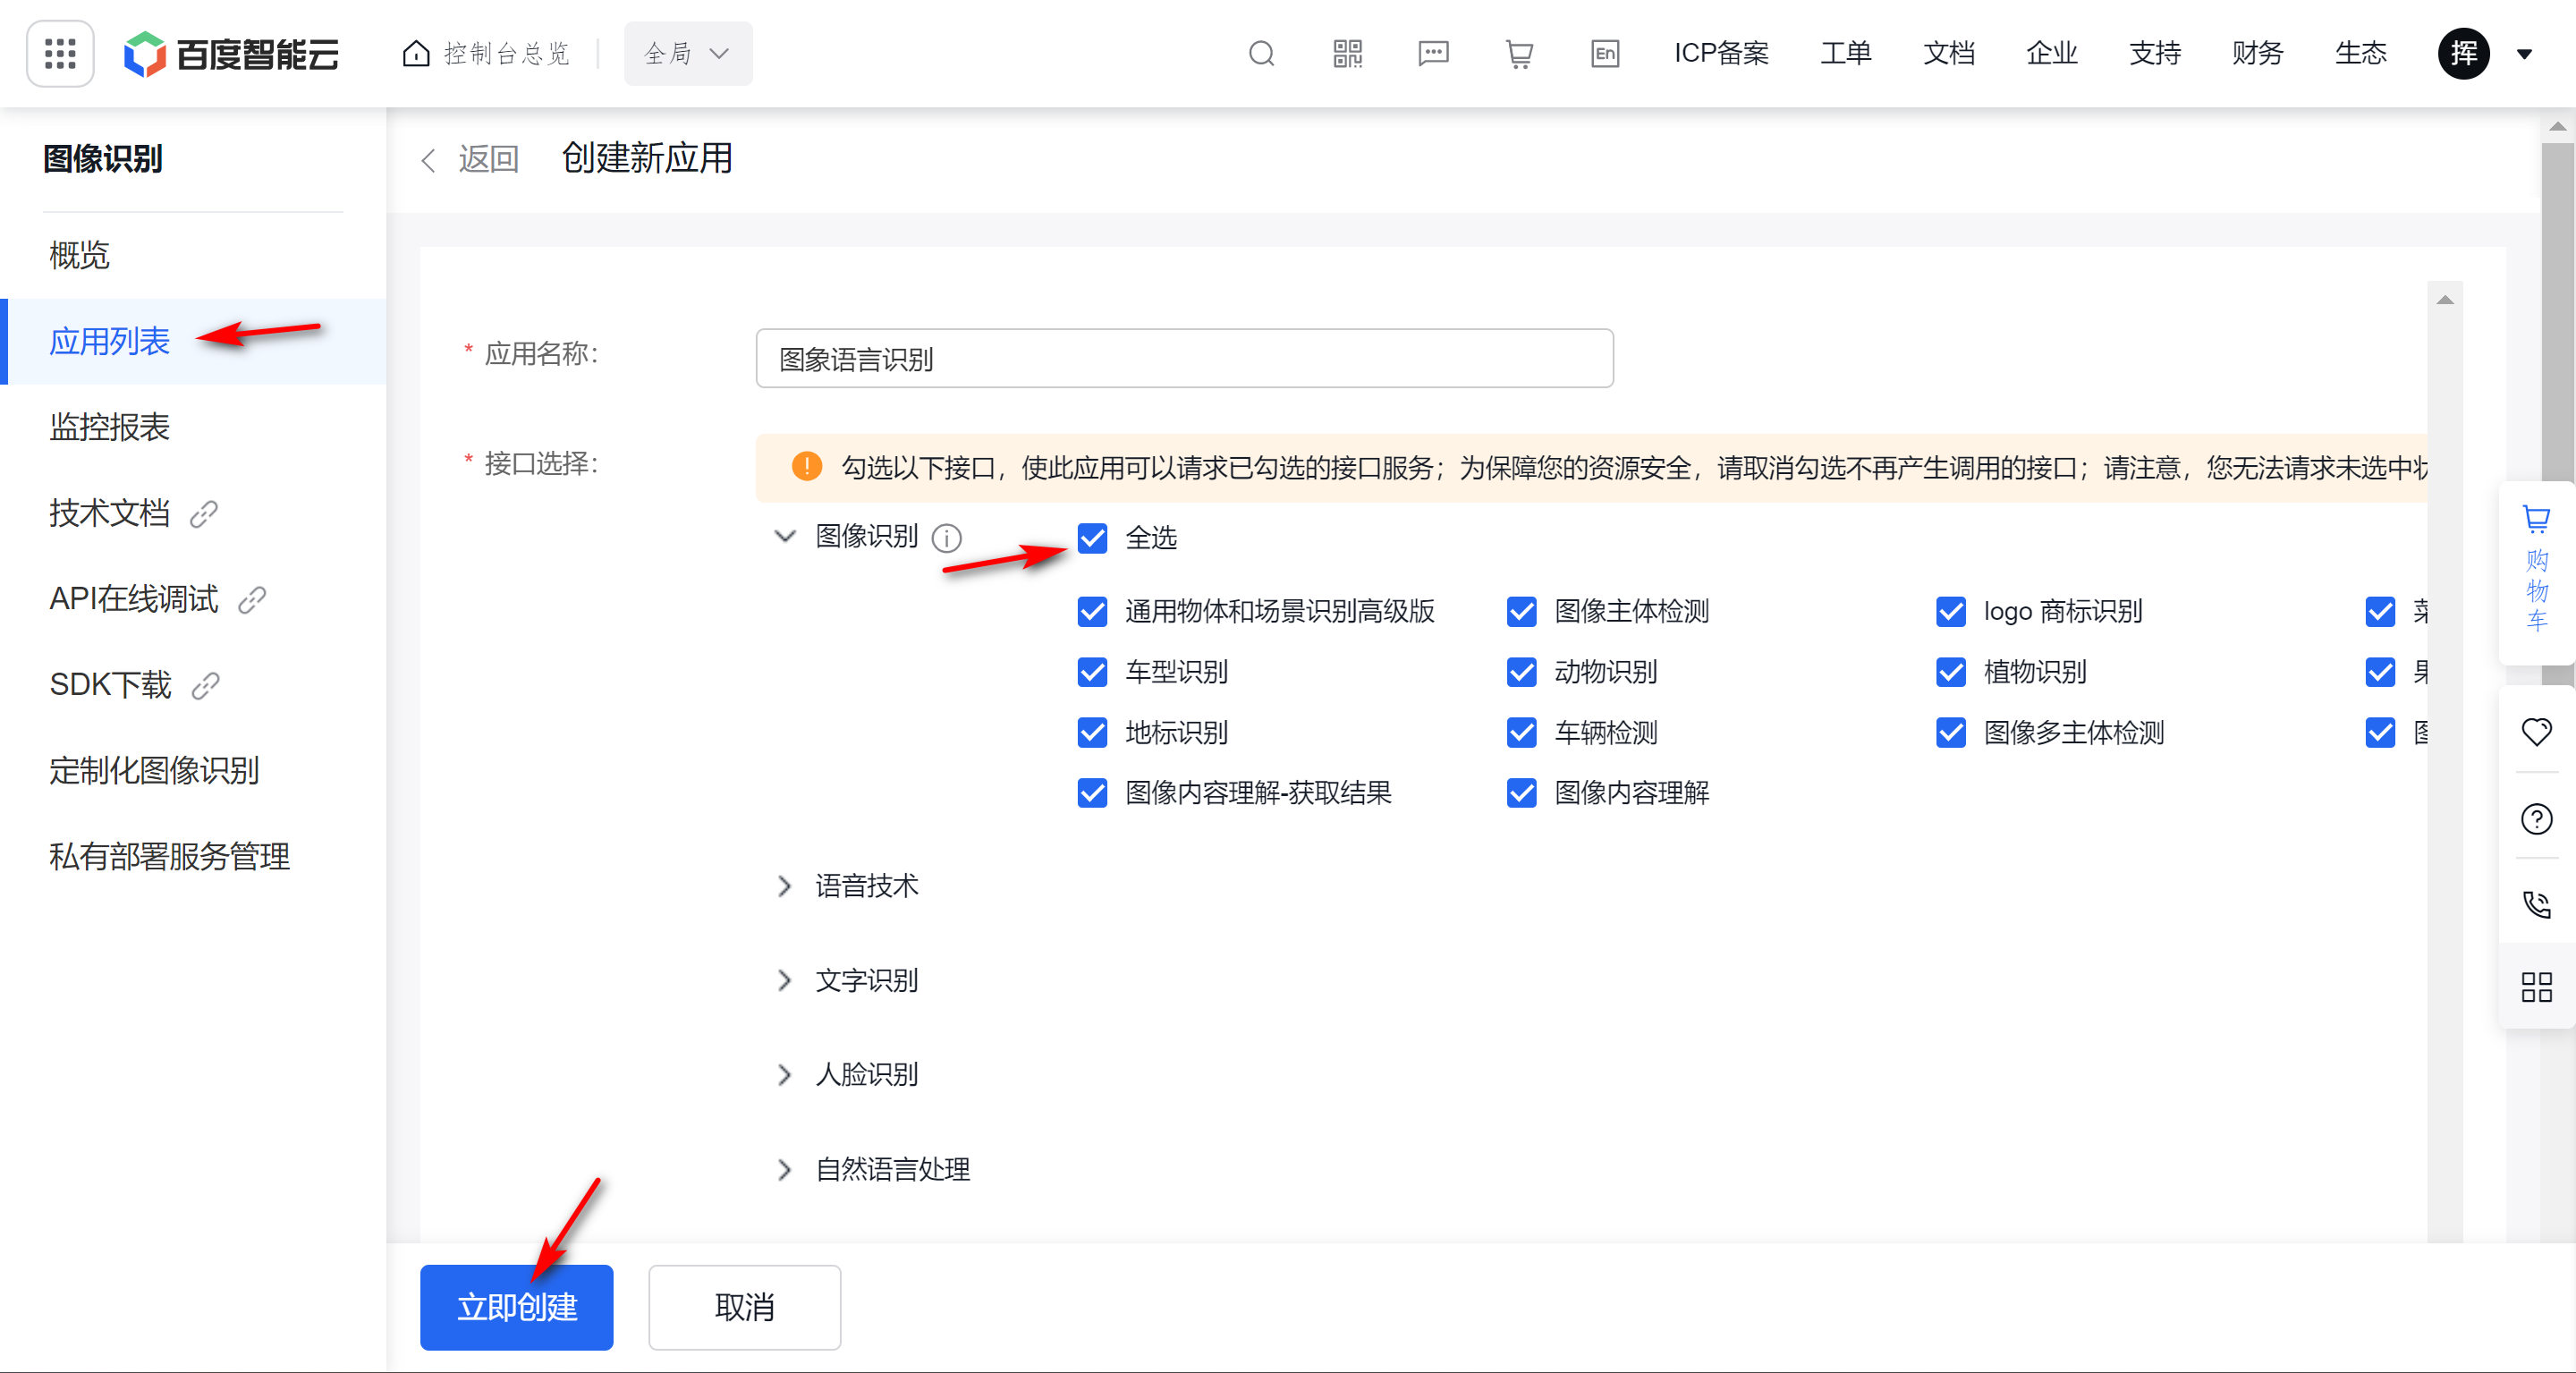 百度智能云 控制台总览 全局 En ICP备案 工单 文档 企业 支持 财务 生态 挥
图像识别
概览
应用列表
监控报表
技术文档
API在线调试
SDK下载
定制化图像识别
私有部署服务管理
返回 创建新应用
* 应用名称： 图象语言识别
* 接口选择： 勾选以下接口，使此应用可以请求已勾选的接口服务；为保障您的资源安全，请取消勾选不再产生调用的接口；请注意，您无法请求未选中
图像识别 全选
通用物体和场景识别高级版 图像主体检测 logo 商标识别
车型识别 动物识别 植物识别
地标识别 车辆检测 图像多主体检测
图像内容理解-获取结果 图像内容理解
语音技术
文字识别
人脸识别
自然语言处理
立即创建 取消
购物车